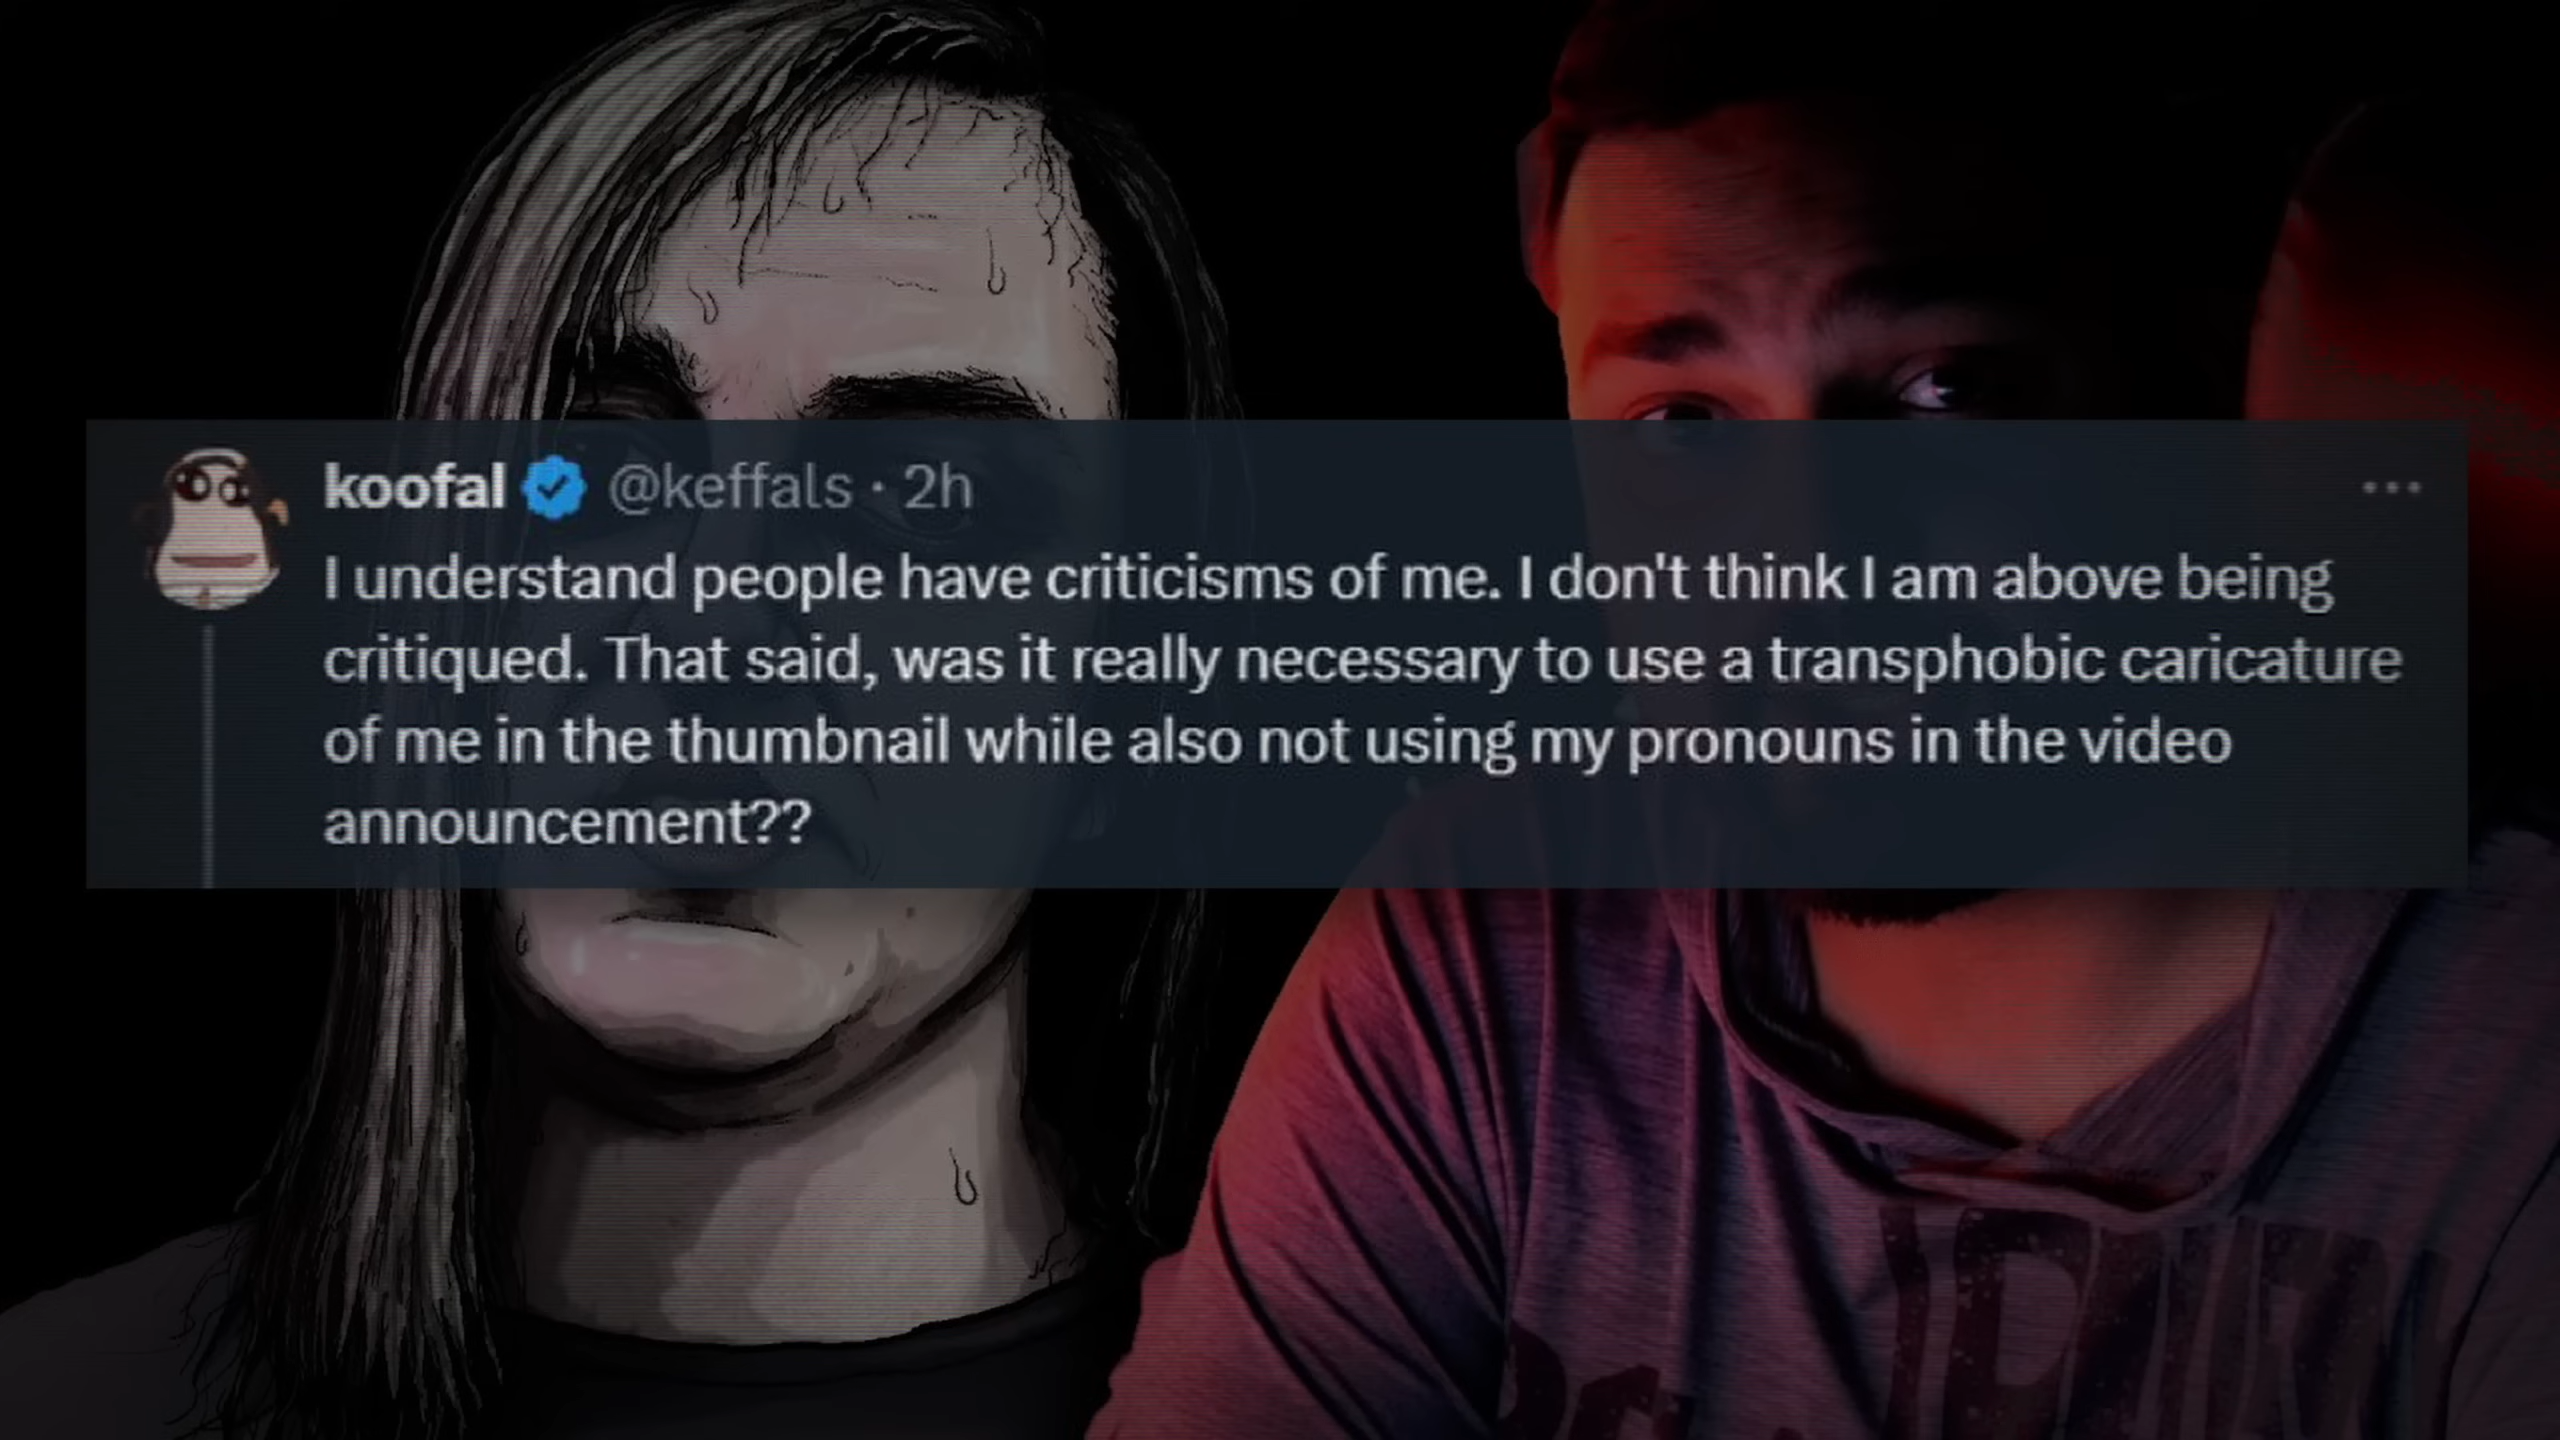 koofal @keffals · 2h
I understand people have criticisms of me. I don't think I am above being
critiqued. That said, was it really necessary to use a transphobic caricature
of me in the thumbnail while also not using my pronouns in the video
announcement??